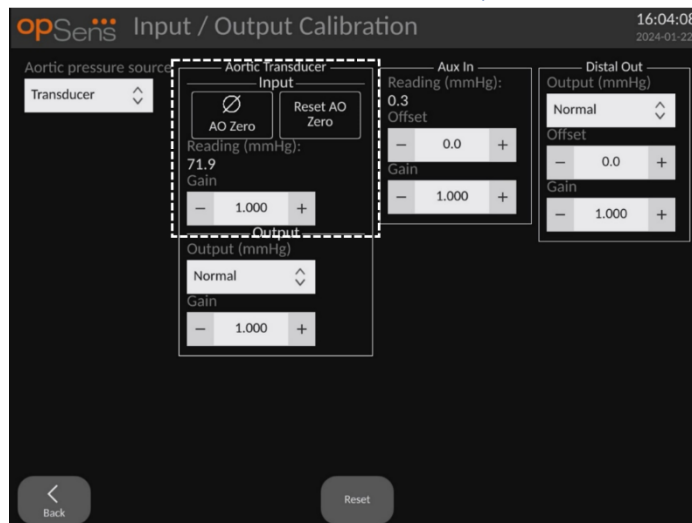 opSens Input / Output Calibration
16:04:08
2024-01-22
Aortic pressure source
Transducer
Aortic Transducer
Input
AO Zero
Reset AO
Zero
Reading (mmHg):
71.9
Gain
− 1.000 +
Output
Output (mmHg)
Normal
Gain
− 1.000 +
Aux In
Reading (mmHg):
0.3
Offset
− 0.0 +
Gain
− 1.000 +
Distal Out
Output (mmHg)
Normal
Offset
− 0.0 +
Gain
− 1.000 +
Back
Reset